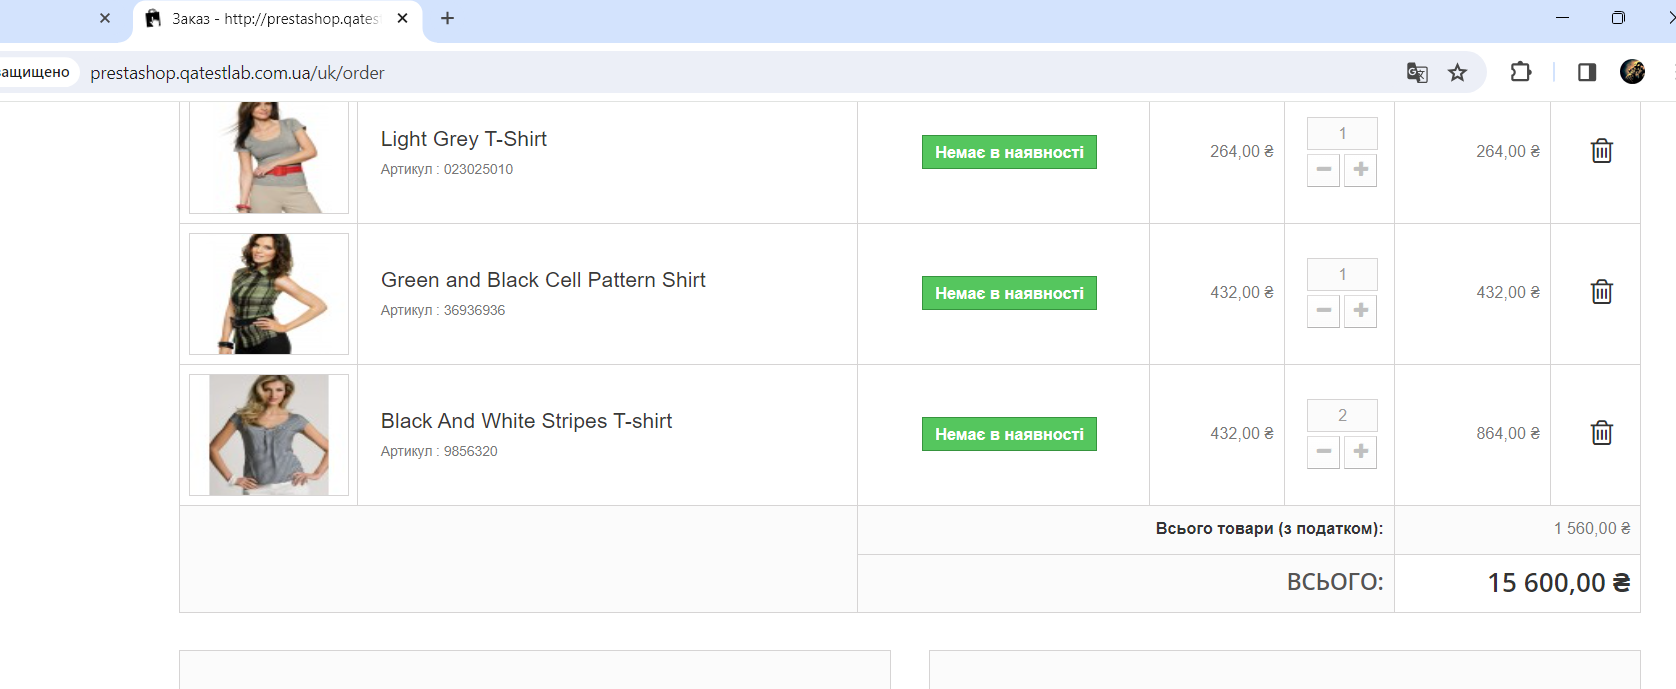 Заказ - http://prestashop.qates
ащищено
prestashop.qatestlab.com.ua/uk/order
Light Grey T-Shirt
Артикул : 023025010
Немає в наявності
264,00 ₴
1
264,00 ₴
Green and Black Cell Pattern Shirt
Артикул : 36936936
Немає в наявності
432,00 ₴
1
432,00 ₴
Black And White Stripes T-shirt
Артикул : 9856320
Немає в наявності
432,00 ₴
2
864,00 ₴
Всього товари (з податком):
1 560,00 ₴
ВСЬОГО:
15 600,00 ₴